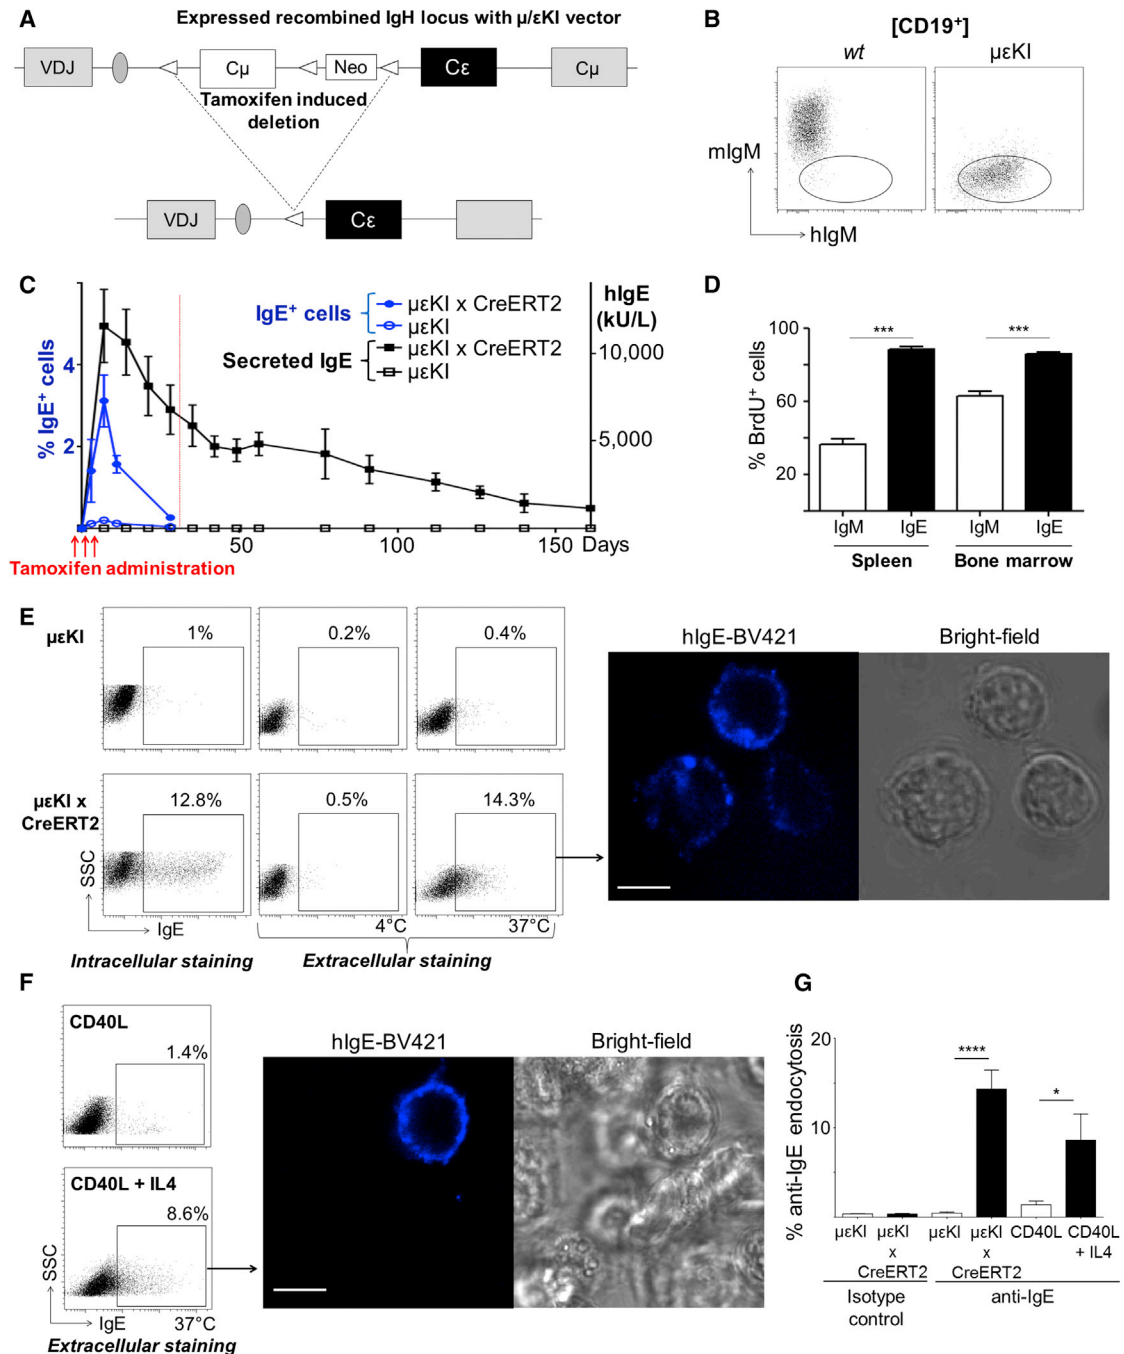 A
Expressed recombined IgH locus with μ/εKI vector
VDJ
Cμ
Neo
Cε
Cμ
Tamoxifen induced
deletion
VDJ
Cε
B
[CD19+]
wt
μεKI
mIgM
hIgM
C
% IgE+ cells
4
2
IgE+ cells
μεKI x CreERT2
μεKI
Secreted IgE
μεKI x CreERT2
μεKI
hIgE
(kU/L)
10,000
5,000
50
100
150
Days
Tamoxifen administration
D
% BrdU+ cells
100
60
20
***
***
IgM
IgE
IgM
IgE
Spleen
Bone marrow
E
μεKI
1%
0.2%
0.4%
μεKI x
CreERT2
12.8%
0.5%
14.3%
SSC
IgE
4°C
37°C
Intracellular staining
Extracellular staining
hIgE-BV421
Bright-field
F
CD40L
1.4%
CD40L + IL4
8.6%
SSC
IgE
37°C
Extracellular staining
hIgE-BV421
Bright-field
G
% anti-IgE endocytosis
20
10
****
*
μεKI
μεKI
x
CreERT2
μεKI
μεKI
x
CreERT2
CD40L
CD40L
+ IL4
Isotype
control
anti-IgE